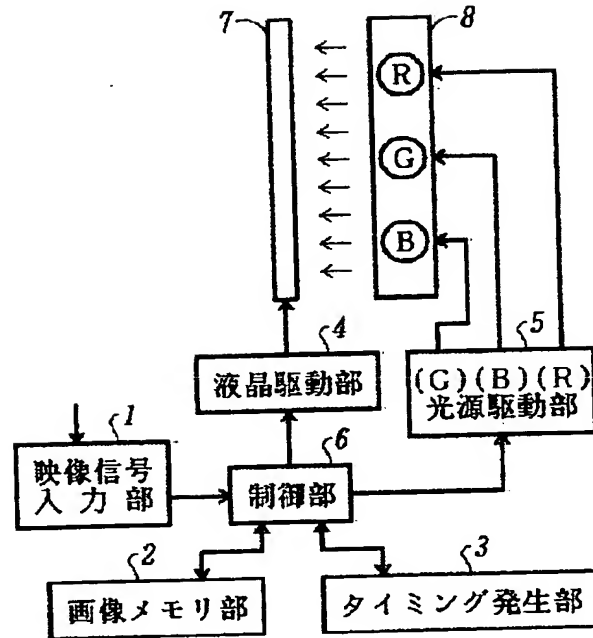 7
8
R
G
B
4
液晶駆動部
5
(G)(B)(R)
光源駆動部
1
映像信号
入力部
6
制御部
2
画像メモリ部
3
タイミング発生部